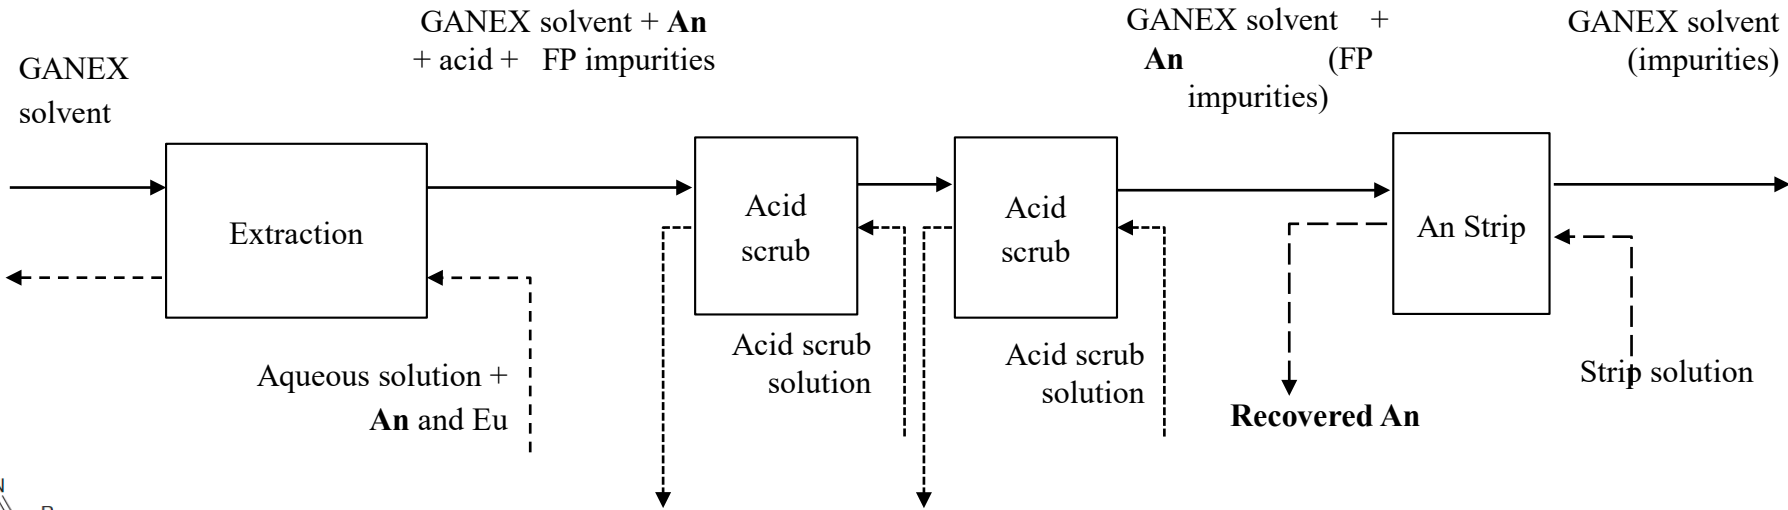 GANEX
solvent
GANEX solvent + An
+ acid + FP impurities
GANEX solvent +
An (FP
impurities)
GANEX solvent
(impurities)
Extraction
Acid
scrub
Acid
scrub
An Strip
Aqueous solution +
An and Eu
Acid scrub
solution
Acid scrub
solution
Recovered An
Strip solution